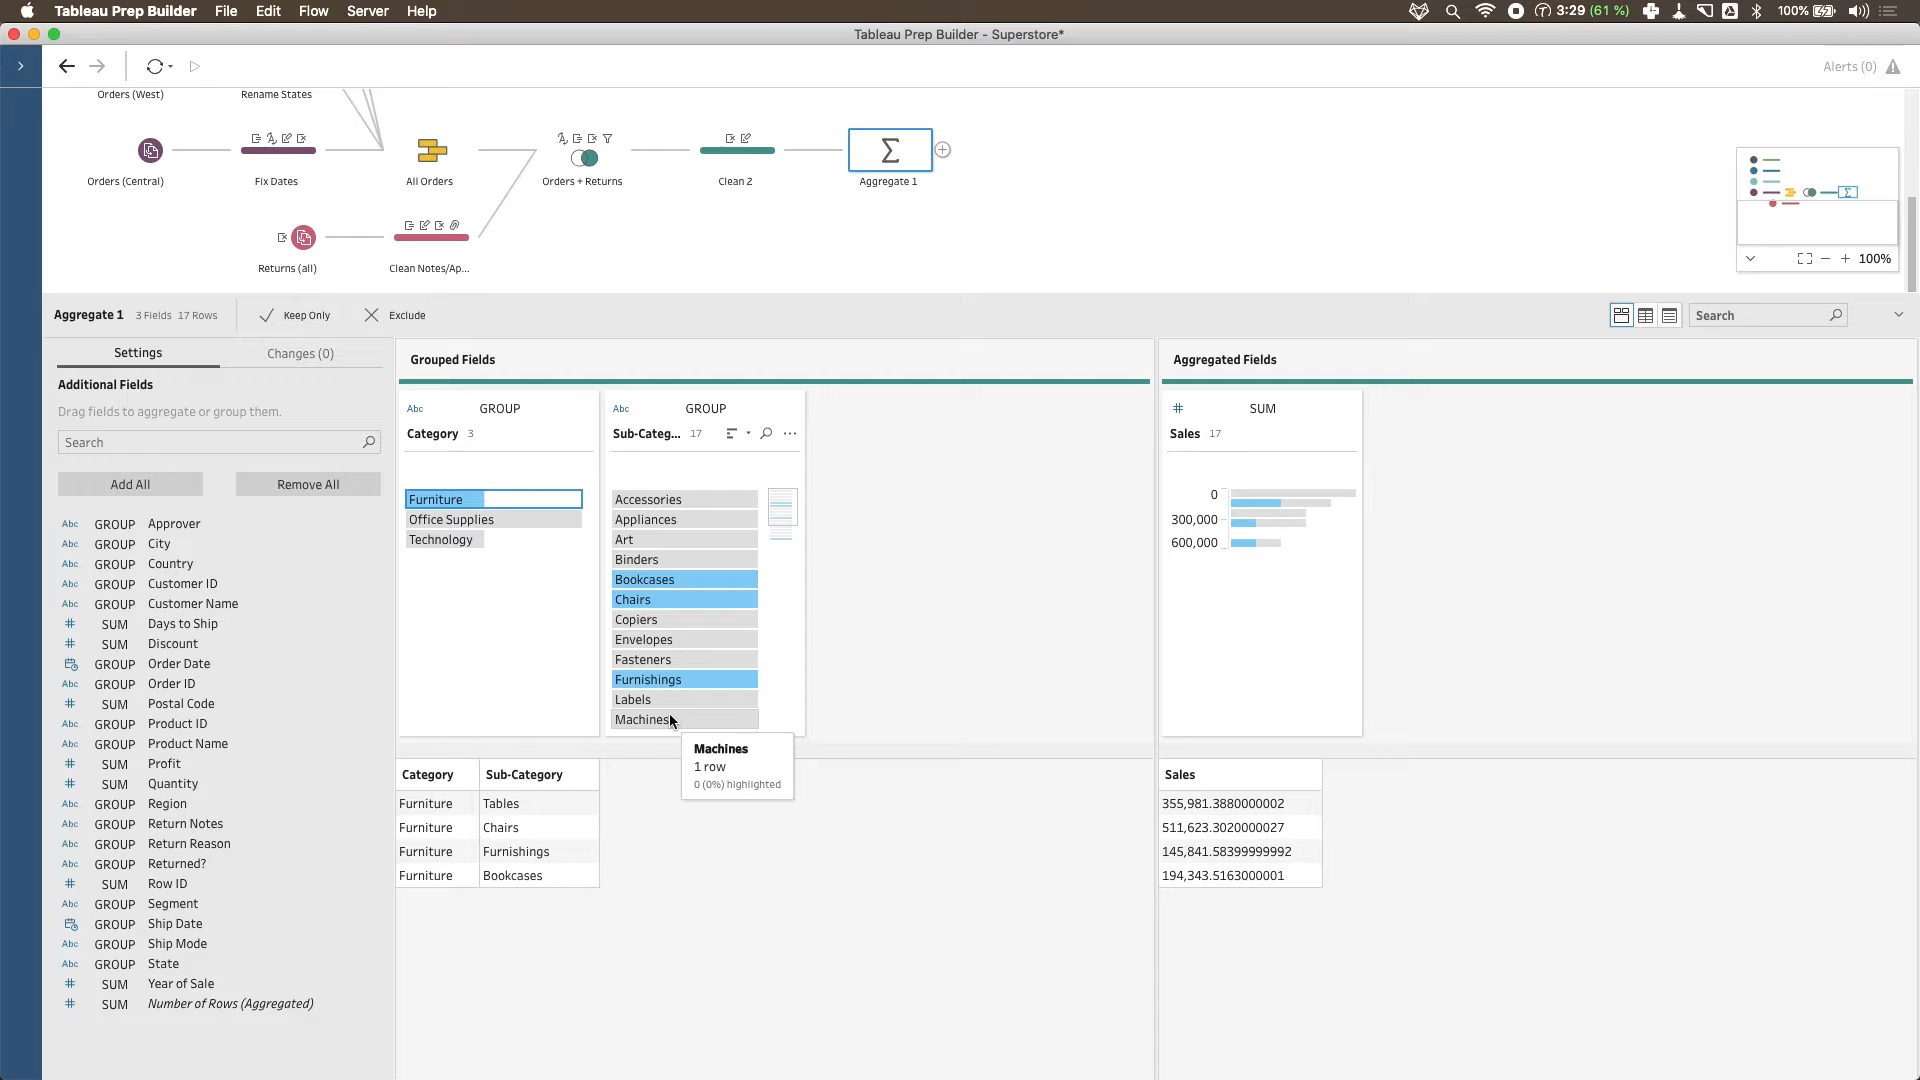 Tableau Prep Builder File Edit Flow Server Help 3:29 (61 %) 100%
Tableau Prep Builder - Superstore*
Alerts (0)
Orders (West) Rename States
Orders (Central) Fix Dates All Orders Orders + Returns Clean 2 Aggregate 1
Returns (all) Clean Notes/Ap...
100%
Aggregate 1 3 Fields 17 Rows Keep Only Exclude Search
Settings Changes (0)
Additional Fields
Drag fields to aggregate or group them.
Search
Add All Remove All
Abc GROUP Approver
Abc GROUP City
Abc GROUP Country
Abc GROUP Customer ID
Abc GROUP Customer Name
# SUM Days to Ship
# SUM Discount
GROUP Order Date
Abc GROUP Order ID
# SUM Postal Code
Abc GROUP Product ID
Abc GROUP Product Name
# SUM Profit
# SUM Quantity
Abc GROUP Region
Abc GROUP Return Notes
Abc GROUP Return Reason
Abc GROUP Returned?
# SUM Row ID
Abc GROUP Segment
GROUP Ship Date
Abc GROUP Ship Mode
Abc GROUP State
# SUM Year of Sale
# SUM Number of Rows (Aggregated)
Grouped Fields
Abc GROUP
Category 3
Furniture
Office Supplies
Technology
Abc GROUP
Sub-Categ... 17
Accessories
Appliances
Art
Binders
Bookcases
Chairs
Copiers
Envelopes
Fasteners
Furnishings
Labels
Machines
Machines
1 row
0 (0%) highlighted
Aggregated Fields
# SUM
Sales 17
0
300,000
600,000
Category Sub-Category
Furniture Tables
Furniture Chairs
Furniture Furnishings
Furniture Bookcases
Sales
355,981.3880000002
511,623.3020000027
145,841.58399999992
194,343.5163000001